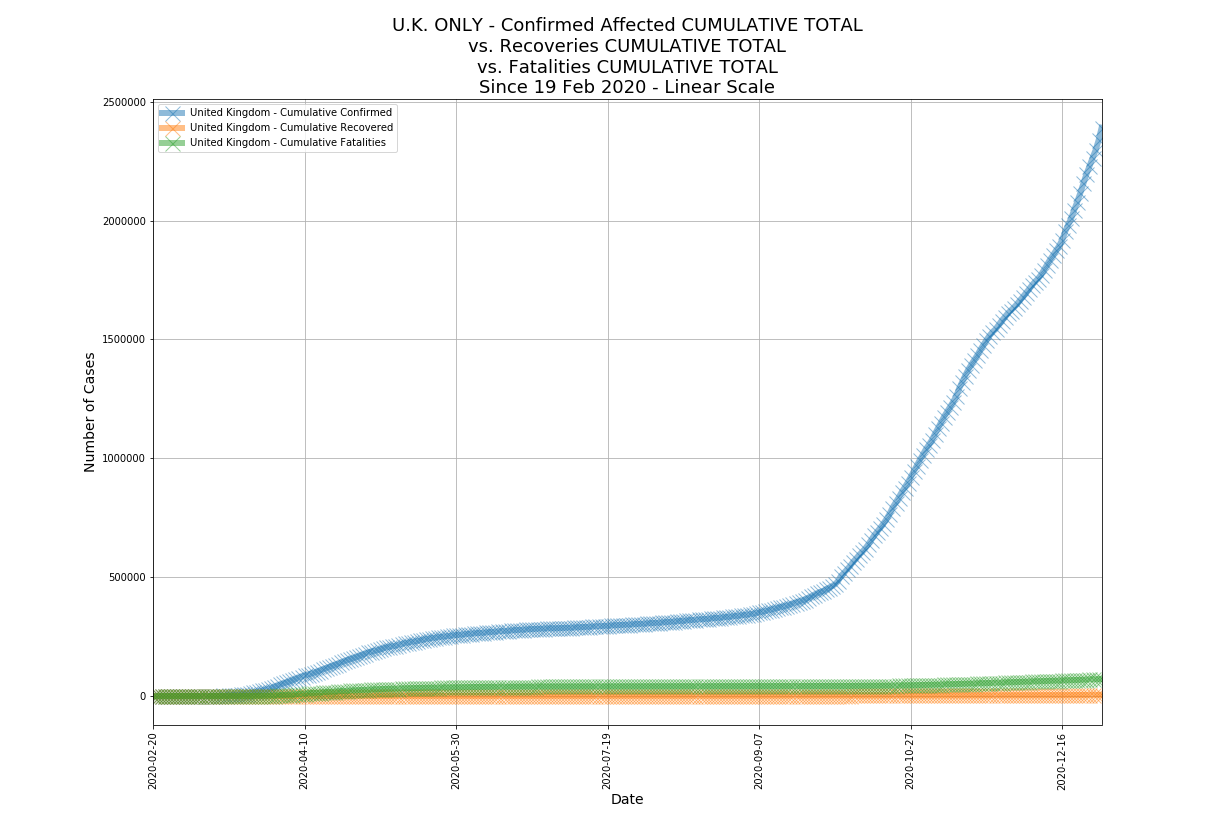 U.K. ONLY - Confirmed Affected CUMULATIVE TOTAL
vs. Recoveries CUMULATIVE TOTAL
vs. Fatalities CUMULATIVE TOTAL
Since 19 Feb 2020 - Linear Scale
United Kingdom - Cumulative Confirmed
United Kingdom - Cumulative Recovered
United Kingdom - Cumulative Fatalities
Number of Cases
2500000
2000000
1500000
1000000
500000
0
2020-02-20
2020-04-10
2020-05-30
2020-07-19
2020-09-07
2020-10-27
2020-12-16
Date